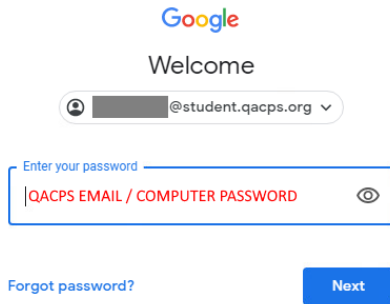 Google
Welcome
@student.qacps.org
Enter your password
QACPS EMAIL / COMPUTER PASSWORD
Forgot password?
Next